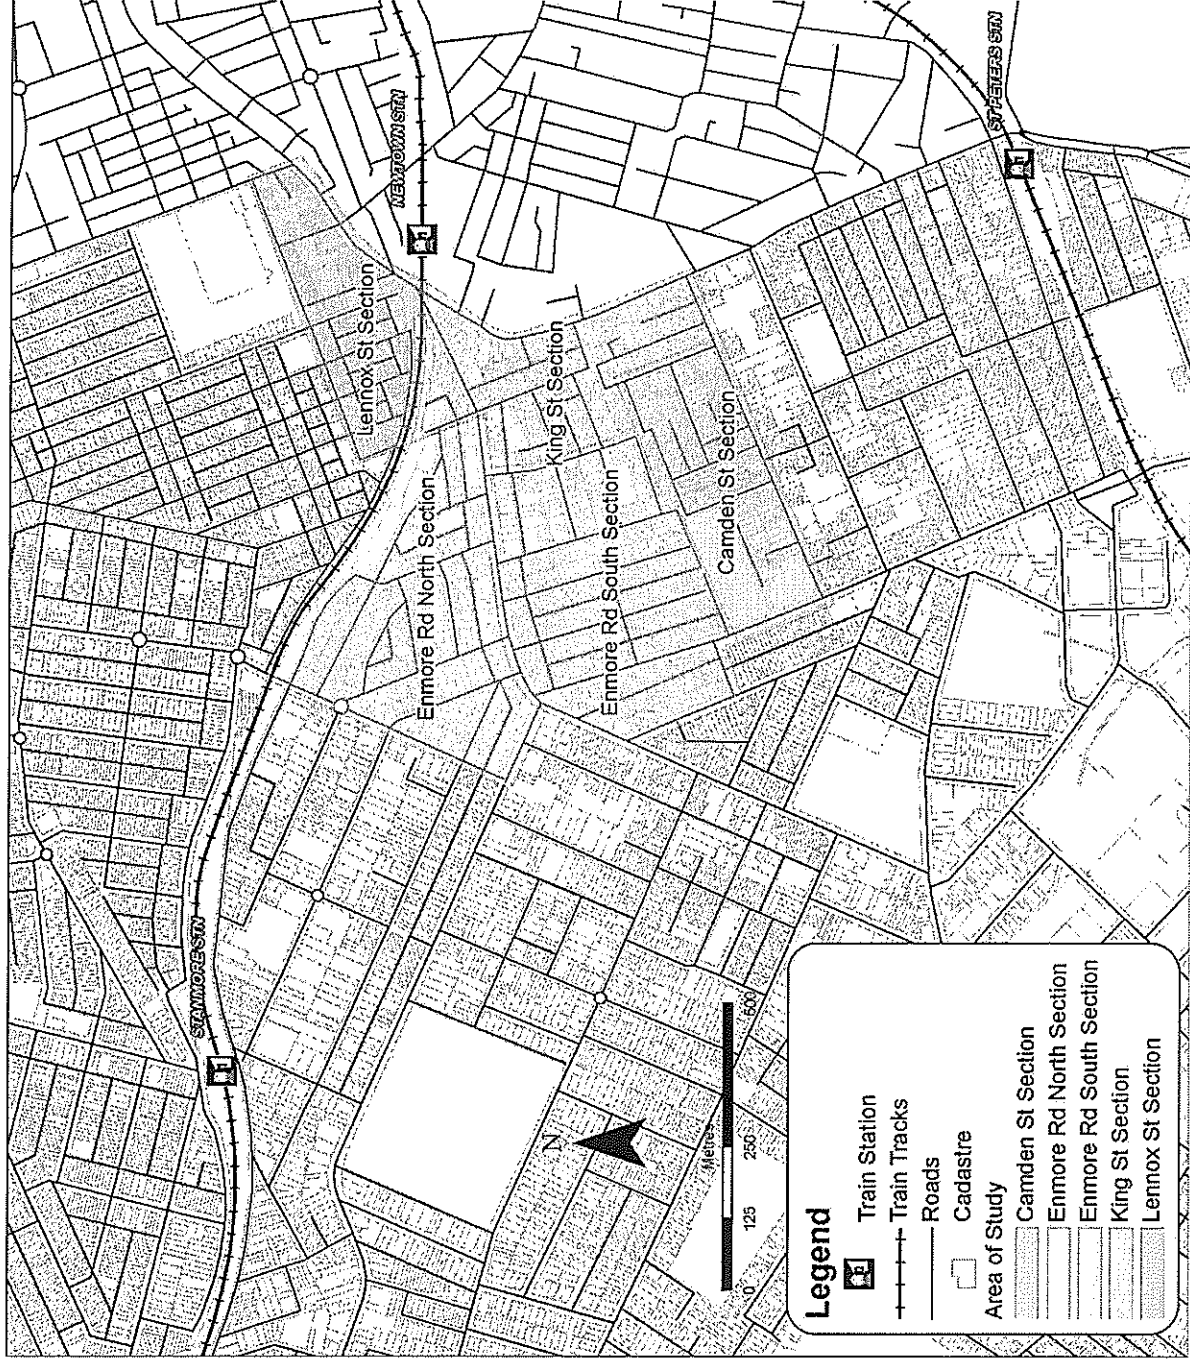 STANMORE STN
NEWTOWN STN
ST PETERS STN
Lennox St Section
Enmore Rd North Section
King St Section
Enmore Rd South Section
Camden St Section
N
Metres
0 125 250 500
Legend
Train Station
Train Tracks
Roads
Cadastre
Area of Study
Camden St Section
Enmore Rd North Section
Enmore Rd South Section
King St Section
Lennox St Section